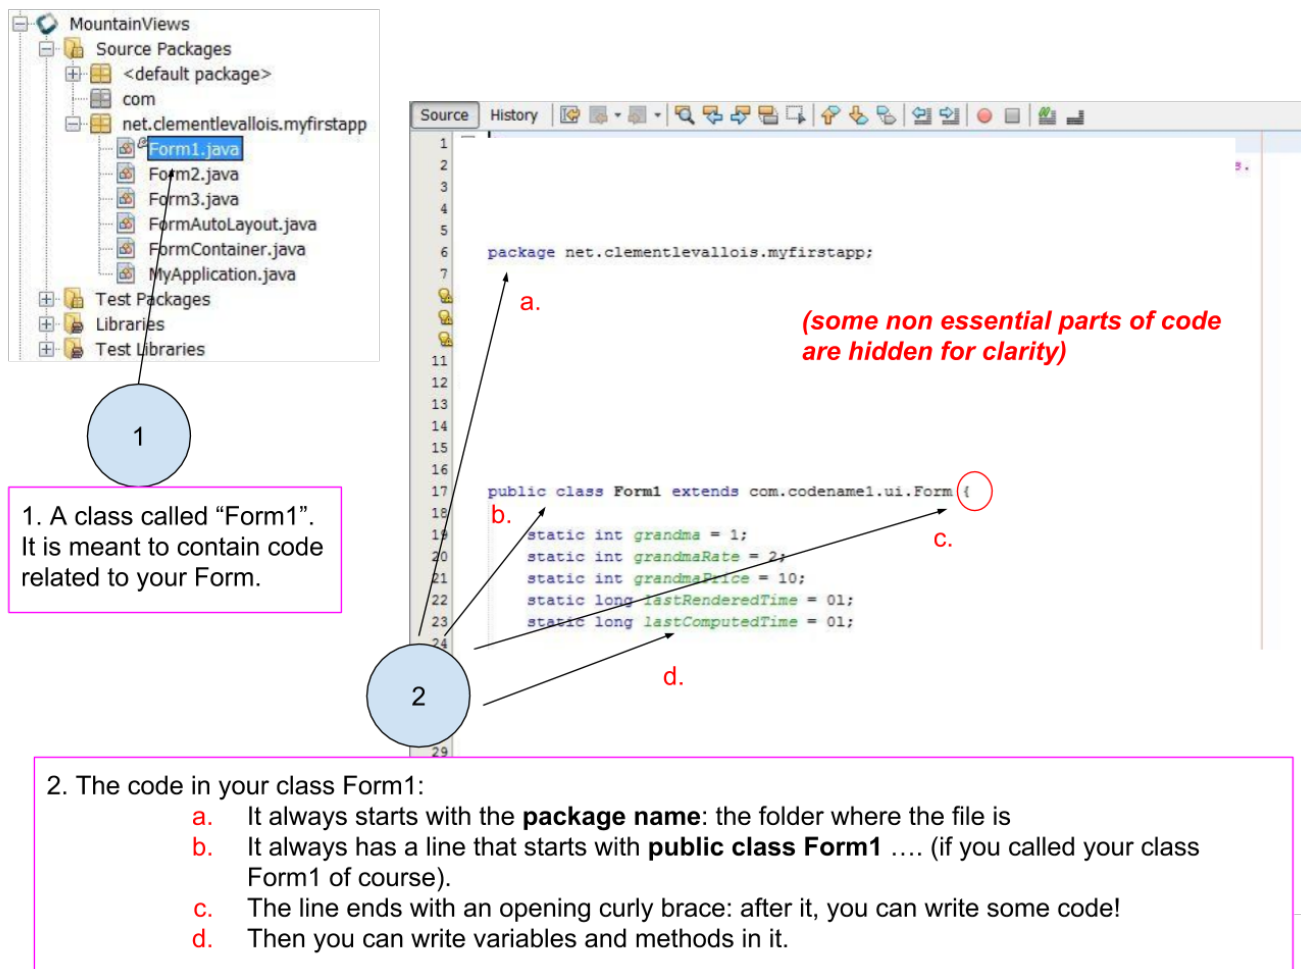 MountainViews
Source Packages
<default package>
com
net.clementlevallois.myfirstapp
Form1.java
Form2.java
Form3.java
FormAutoLayout.java
FormContainer.java
MyApplication.java
Test Packages
Libraries
Test Libraries
1
1. A class called “Form1”.
It is meant to contain code
related to your Form.
Source History
1
2 s.
3
4
5
6 package net.clementlevallois.myfirstapp;
7
a.
(some non essential parts of code
are hidden for clarity)
11
12
13
14
15
16
17 public class Form1 extends com.codename1.ui.Form {
18
b.
19 static int grandma = 1;
c.
20 static int grandmaRate = 2;
21 static int grandmaPrice = 10;
22 static long lastRenderedTime = 0l;
23 static long lastComputedTime = 0l;
24
d.
2
29
2. The code in your class Form1:
a. It always starts with the package name: the folder where the file is
b. It always has a line that starts with public class Form1 …. (if you called your class
Form1 of course).
c. The line ends with an opening curly brace: after it, you can write some code!
d. Then you can write variables and methods in it.